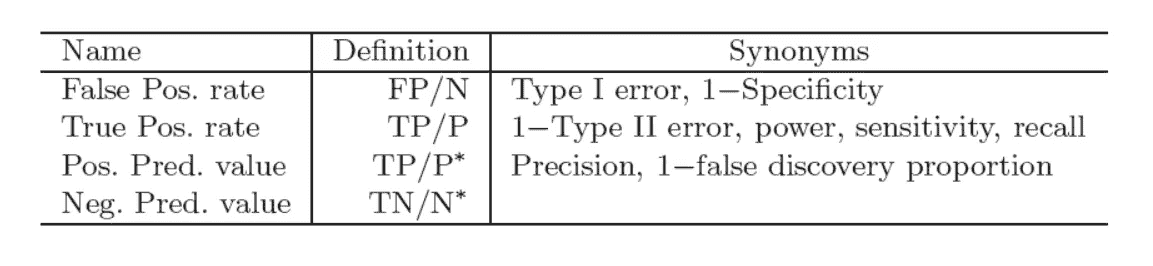 Name Definition Synonyms
False Pos. rate FP/N Type I error, 1−Specificity
True Pos. rate TP/P 1−Type II error, power, sensitivity, recall
Pos. Pred. value TP/P* Precision, 1−false discovery proportion
Neg. Pred. value TN/N*